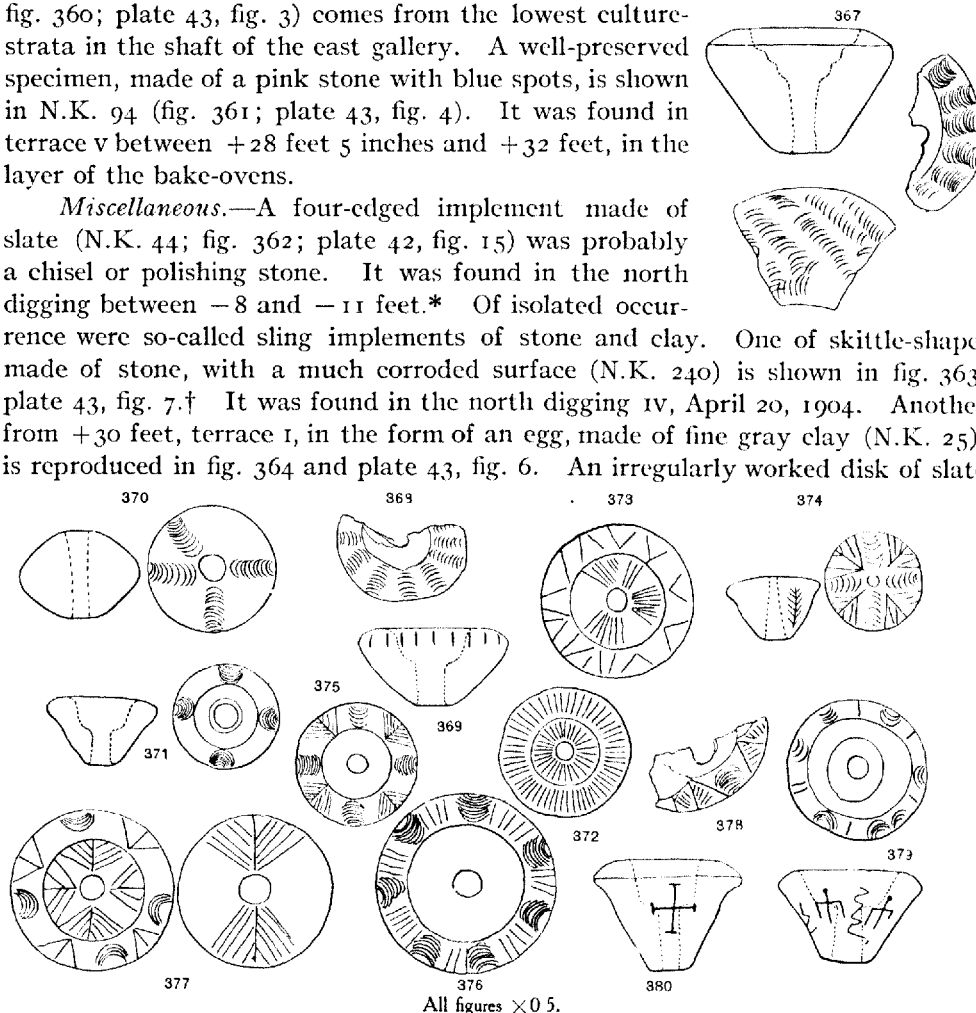 fig. 360; plate 43, fig. 3) comes from the lowest culture-
strata in the shaft of the east gallery. A well-preserved
specimen, made of a pink stone with blue spots, is shown
in N.K. 94 (fig. 361; plate 43, fig. 4). It was found in
terrace v between +28 feet 5 inches and +32 feet, in the
layer of the bake-ovens.
Miscellaneous.—A four-edged implement made of
slate (N.K. 44; fig. 362; plate 42, fig. 15) was probably
a chisel or polishing stone. It was found in the north
digging between −8 and −11 feet.* Of isolated occur-
rence were so-called sling implements of stone and clay. One of skittle-shape
made of stone, with a much corroded surface (N.K. 240) is shown in fig. 363
plate 43, fig. 7.† It was found in the north digging IV, April 20, 1904. Anothe
from +30 feet, terrace I, in the form of an egg, made of fine gray clay (N.K. 25)
is reproduced in fig. 364 and plate 43, fig. 6. An irregularly worked disk of slat
367
370
368
373
374
371
375
369
372
378
379
377
376
380
All figures ×0 5.